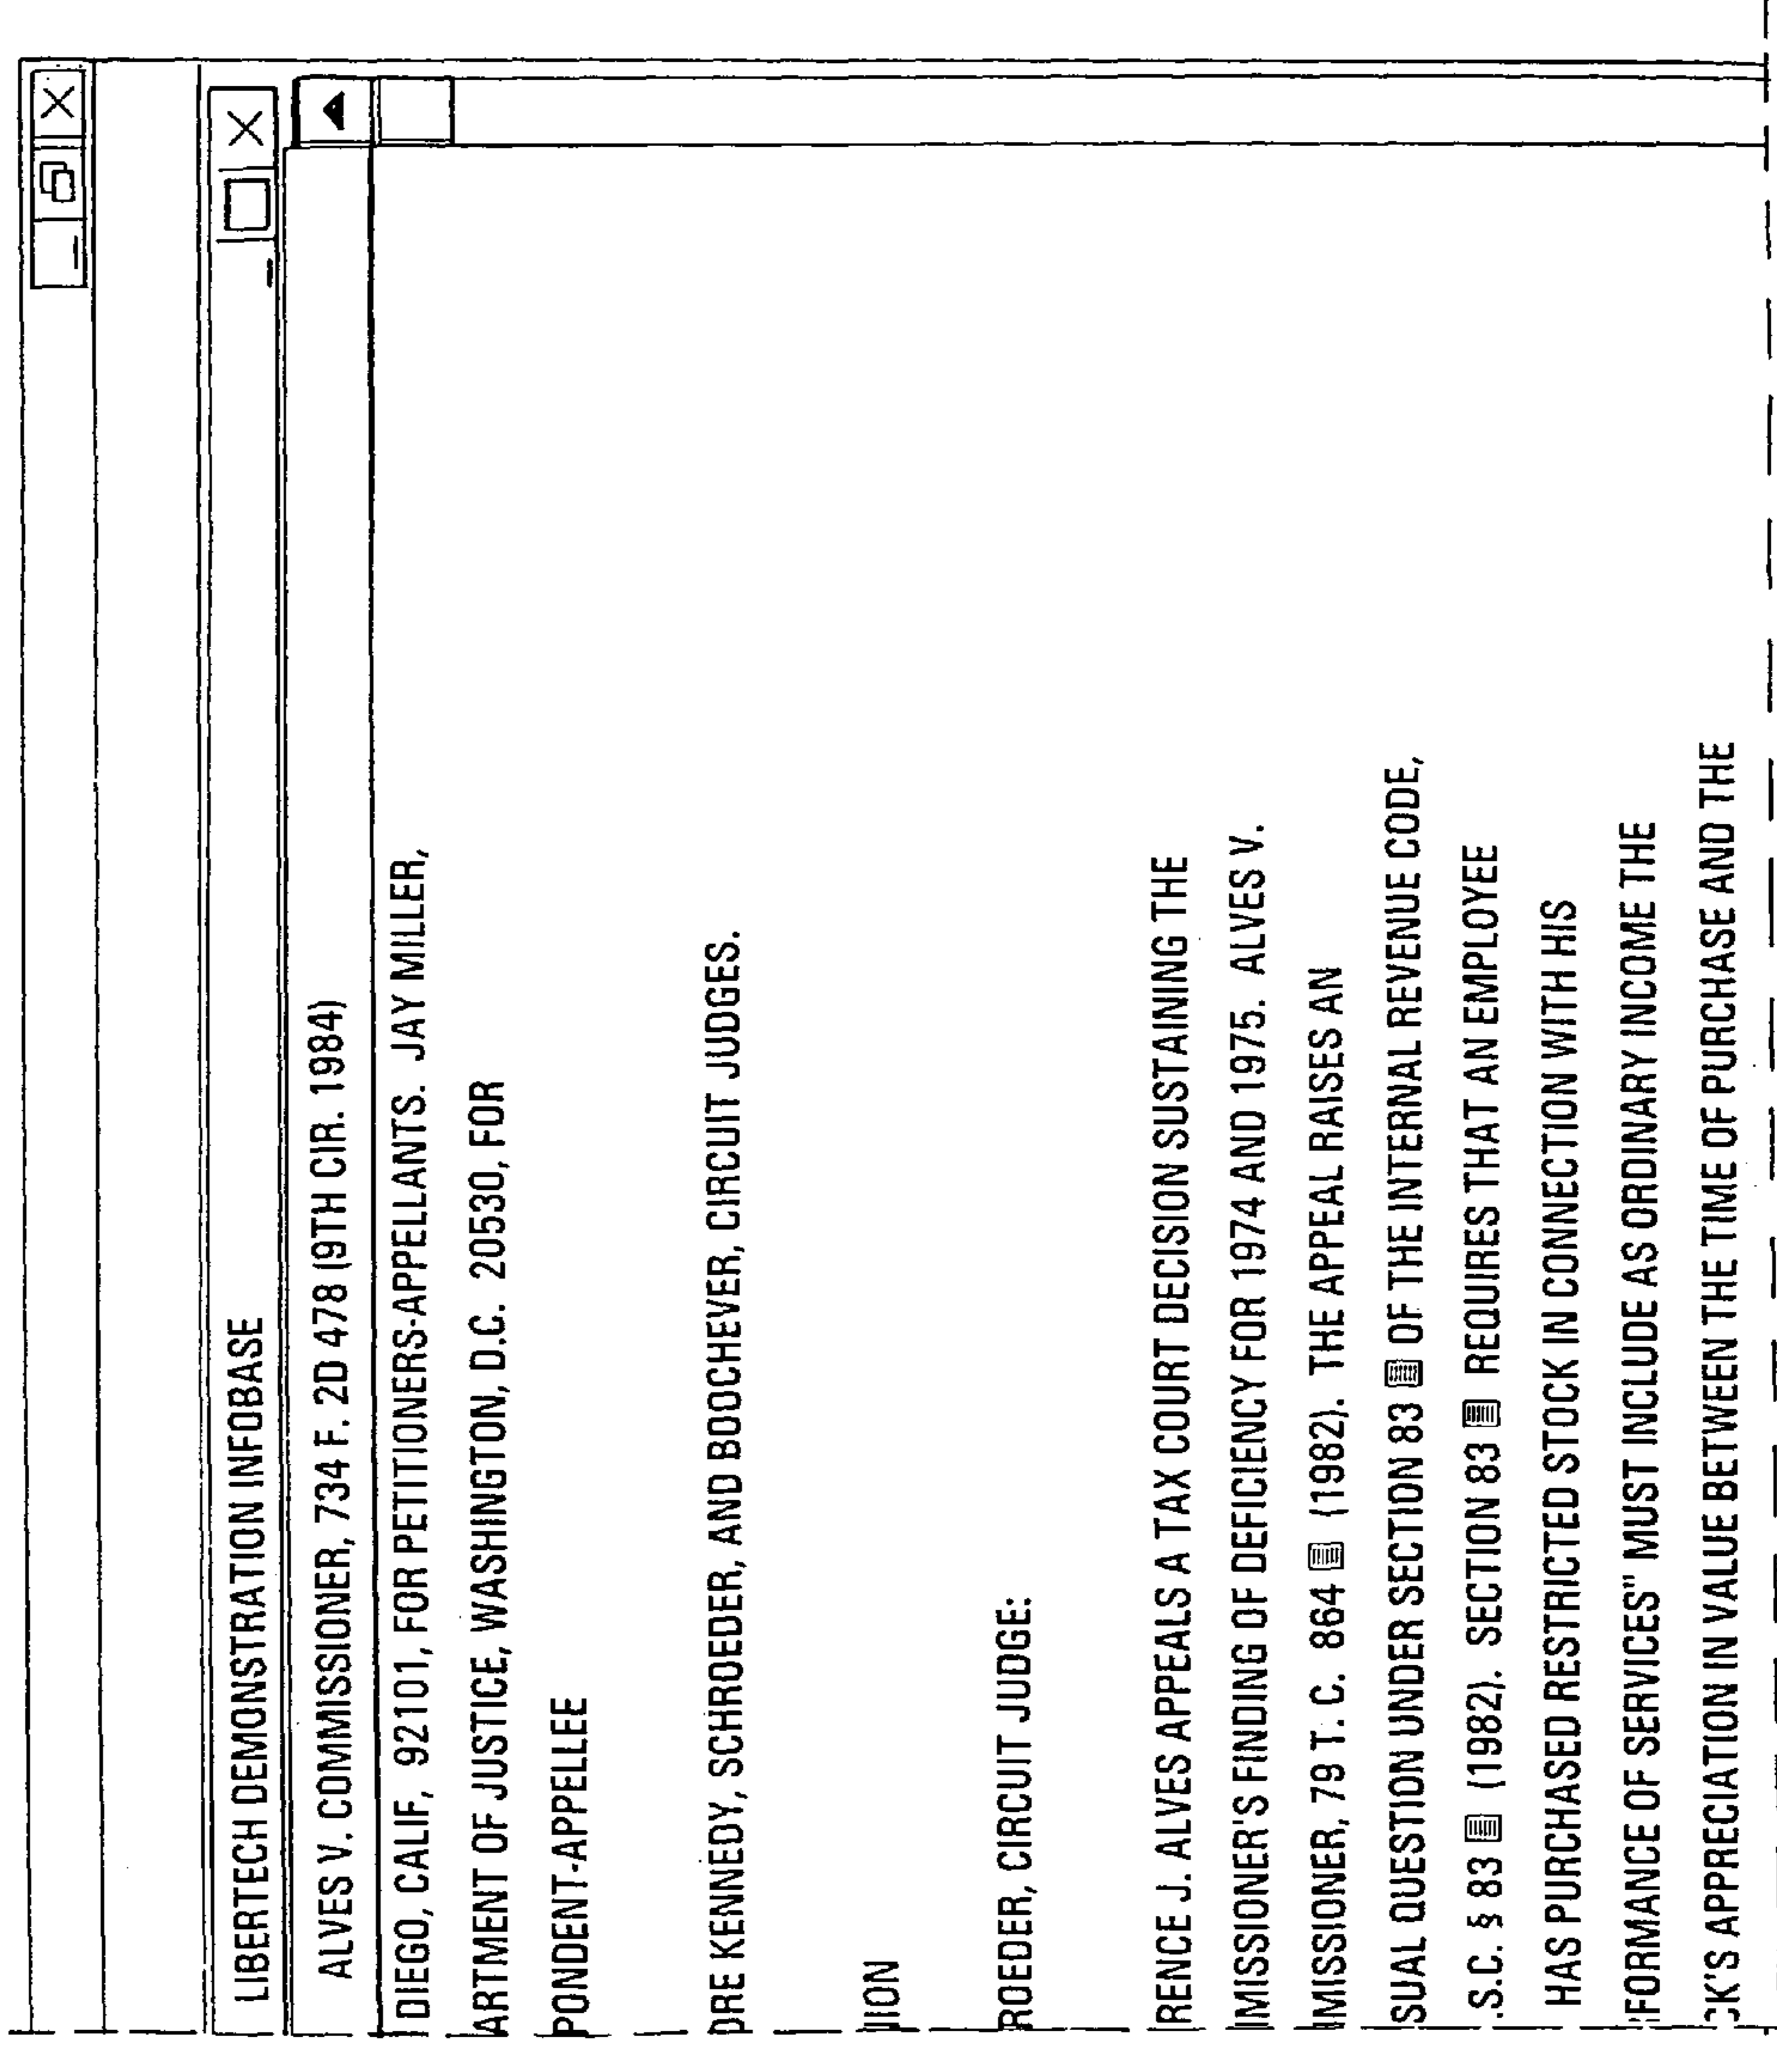 LIBERTECH DEMONSTRATION INFOBASE
ALVES V. COMMISSIONER, 734 F. 2D 478 (9TH CIR. 1984)
DIEGO, CALIF, 92101, FOR PETITIONERS-APPELLANTS. JAY MILLER,
ARTMENT OF JUSTICE, WASHINGTON, D.C. 20530, FOR
PONDENT-APPELLEE
ORE KENNEDY, SCHROEDER, AND BOOCHEVER, CIRCUIT JUDGES.
NION
ROEDER, CIRCUIT JUDGE:
RENCE J. ALVES APPEALS A TAX COURT DECISION SUSTAINING THE
MISSIONER'S FINDING OF DEFICIENCY FOR 1974 AND 1975. ALVES V.
MISSIONER, 79 T. C. 864 (1982). THE APPEAL RAISES AN
SUAL QUESTION UNDER SECTION 83 OF THE INTERNAL REVENUE CODE,
.S.C. § 83 (1982). SECTION 83 REQUIRES THAT AN EMPLOYEE
HAS PURCHASED RESTRICTED STOCK IN CONNECTION WITH HIS
FORMANCE OF SERVICES" MUST INCLUDE AS ORDINARY INCOME THE
CK'S APPRECIATION IN VALUE BETWEEN THE TIME OF PURCHASE AND THE